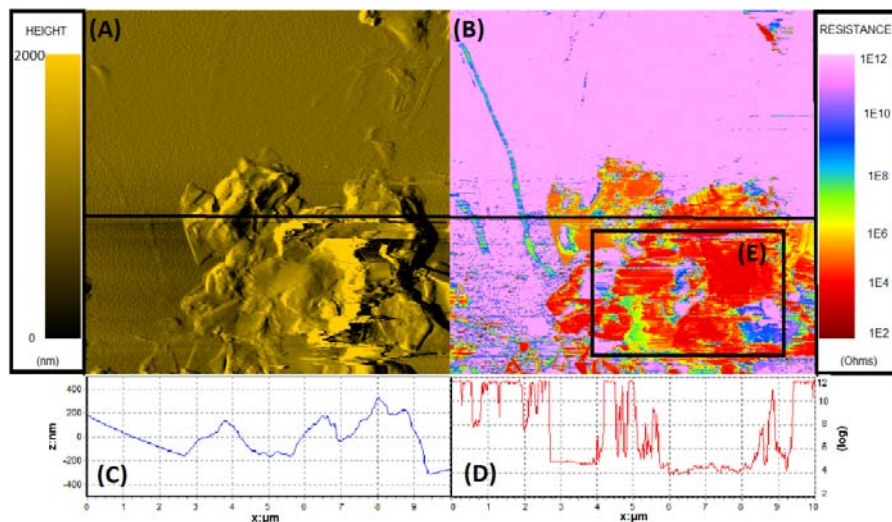 HEIGHT
2000
0
(nm)
(A)
(B)
(E)
RESISTANCE
1E12
1E10
1E8
1E6
1E4
1E2
(Ohms)
z:nm
400
200
0
-200
-400
(C)
0 1 2 3 4 5 6 7 8 9
x:µm
(D)
0 1 2 3 4 5 6 7 8 9 10
x:µm
12
10
8
6
4
2
(log)